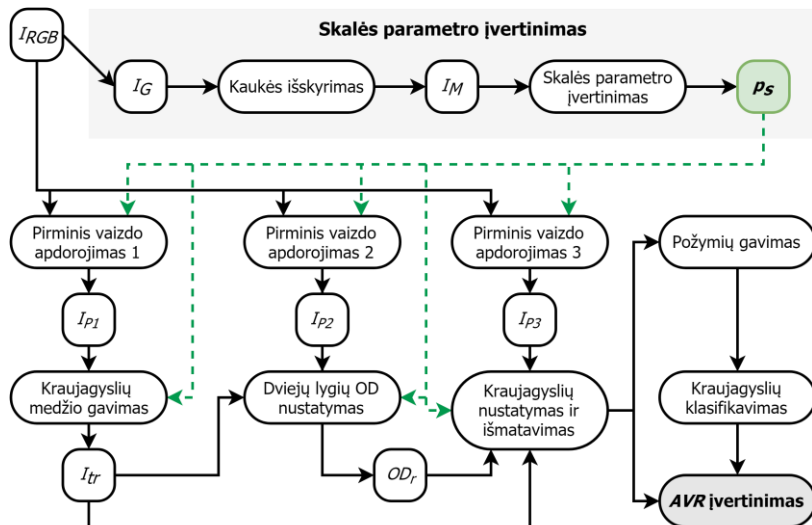 I_RGB
Skalės parametro įvertinimas
I_G
Kaukės išskyrimas
I_M
Skalės parametro
įvertinimas
p_s
Pirminis vaizdo
apdorojimas 1
Pirminis vaizdo
apdorojimas 2
Pirminis vaizdo
apdorojimas 3
Požymių gavimas
I_P1
I_P2
I_P3
Kraujagyslių
medžio gavimas
Dviejų lygių OD
nustatymas
Kraujagyslių
nustatymas ir
išmatavimas
Kraujagyslių
klasifikavimas
I_tr
OD_r
AVR įvertinimas